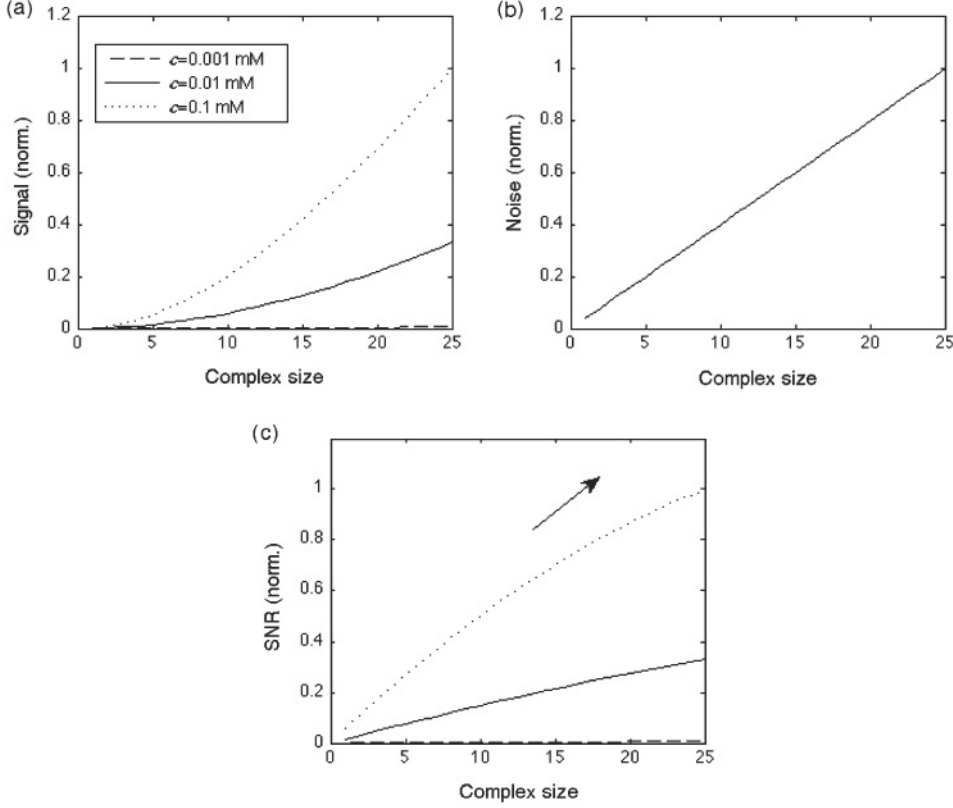 (a)
1.2
1
0.8
0.6
0.4
0.2
0
Signal (norm.)
c=0.001 mM
c=0.01 mM
c=0.1 mM
0 5 10 15 20 25
Complex size
(b)
1.2
1
0.8
0.6
0.4
0.2
0
Noise (norm.)
0 5 10 15 20 25
Complex size
(c)
1
0.8
0.6
0.4
0.2
0
SNR (norm.)
0 5 10 15 20 25
Complex size